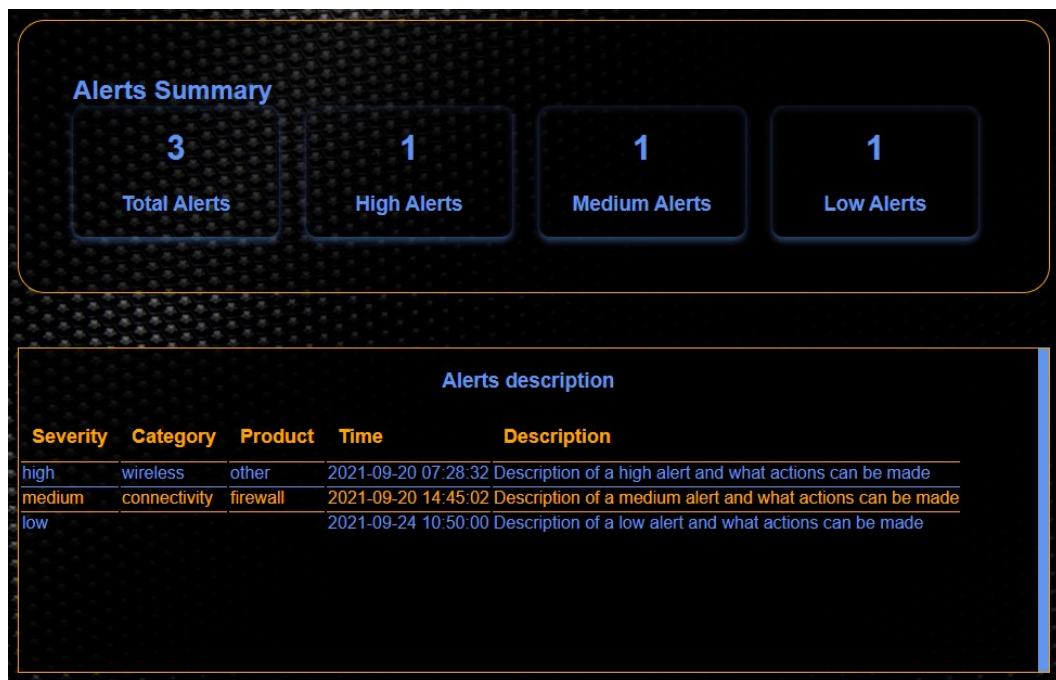 Alerts Summary
3 1 1 1
Total Alerts High Alerts Medium Alerts Low Alerts
Alerts description
Severity Category Product Time Description
high wireless other 2021-09-20 07:28:32 Description of a high alert and what actions can be made
medium connectivity firewall 2021-09-20 14:45:02 Description of a medium alert and what actions can be made
low 2021-09-24 10:50:00 Description of a low alert and what actions can be made